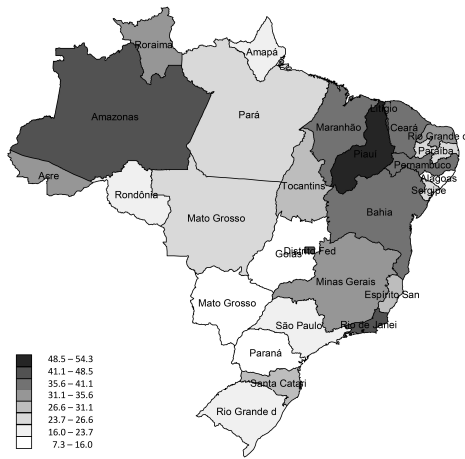 Roraima
Amapá
Amazonas
Pará
Maranhão
Ceará
Rio Grande d
Piauí
Paraíba
Pernambuco
Acre
Alagoas
Tocantins
Sergipe
Rondônia
Bahia
Mato Grosso
Distrito Fed
Goiás
Minas Gerais
Espírito San
Mato Grosso
São Paulo
Rio de Janei
Paraná
Santa Catari
Rio Grande d
48.5 – 54.3
41.1 – 48.5
35.6 – 41.1
31.1 – 35.6
26.6 – 31.1
23.7 – 26.6
16.0 – 23.7
7.3 – 16.0